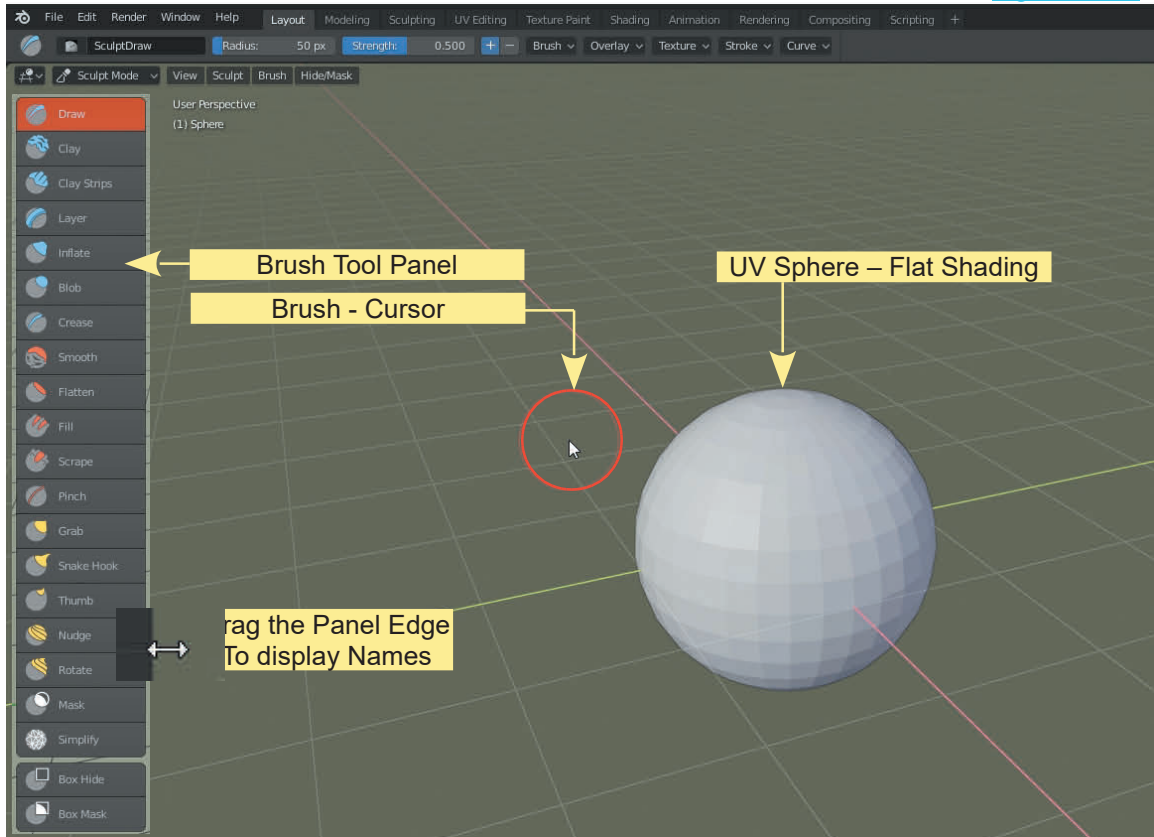 File Edit Render Window Help Layout Modeling Sculpting UV Editing Texture Paint Shading Animation Rendering Compositing Scripting +
SculptDraw Radius: 50 px Strength: 0.500 + − Brush Overlay Texture Stroke Curve
Sculpt Mode View Sculpt Brush Hide/Mask
User Perspective
(1) Sphere
Draw
Clay
Clay Strips
Layer
Inflate
Blob
Crease
Smooth
Flatten
Fill
Scrape
Pinch
Grab
Snake Hook
Thumb
Nudge
Rotate
Mask
Simplify
Box Hide
Box Mask
Brush Tool Panel
Brush - Cursor
UV Sphere – Flat Shading
rag the Panel Edge
To display Names